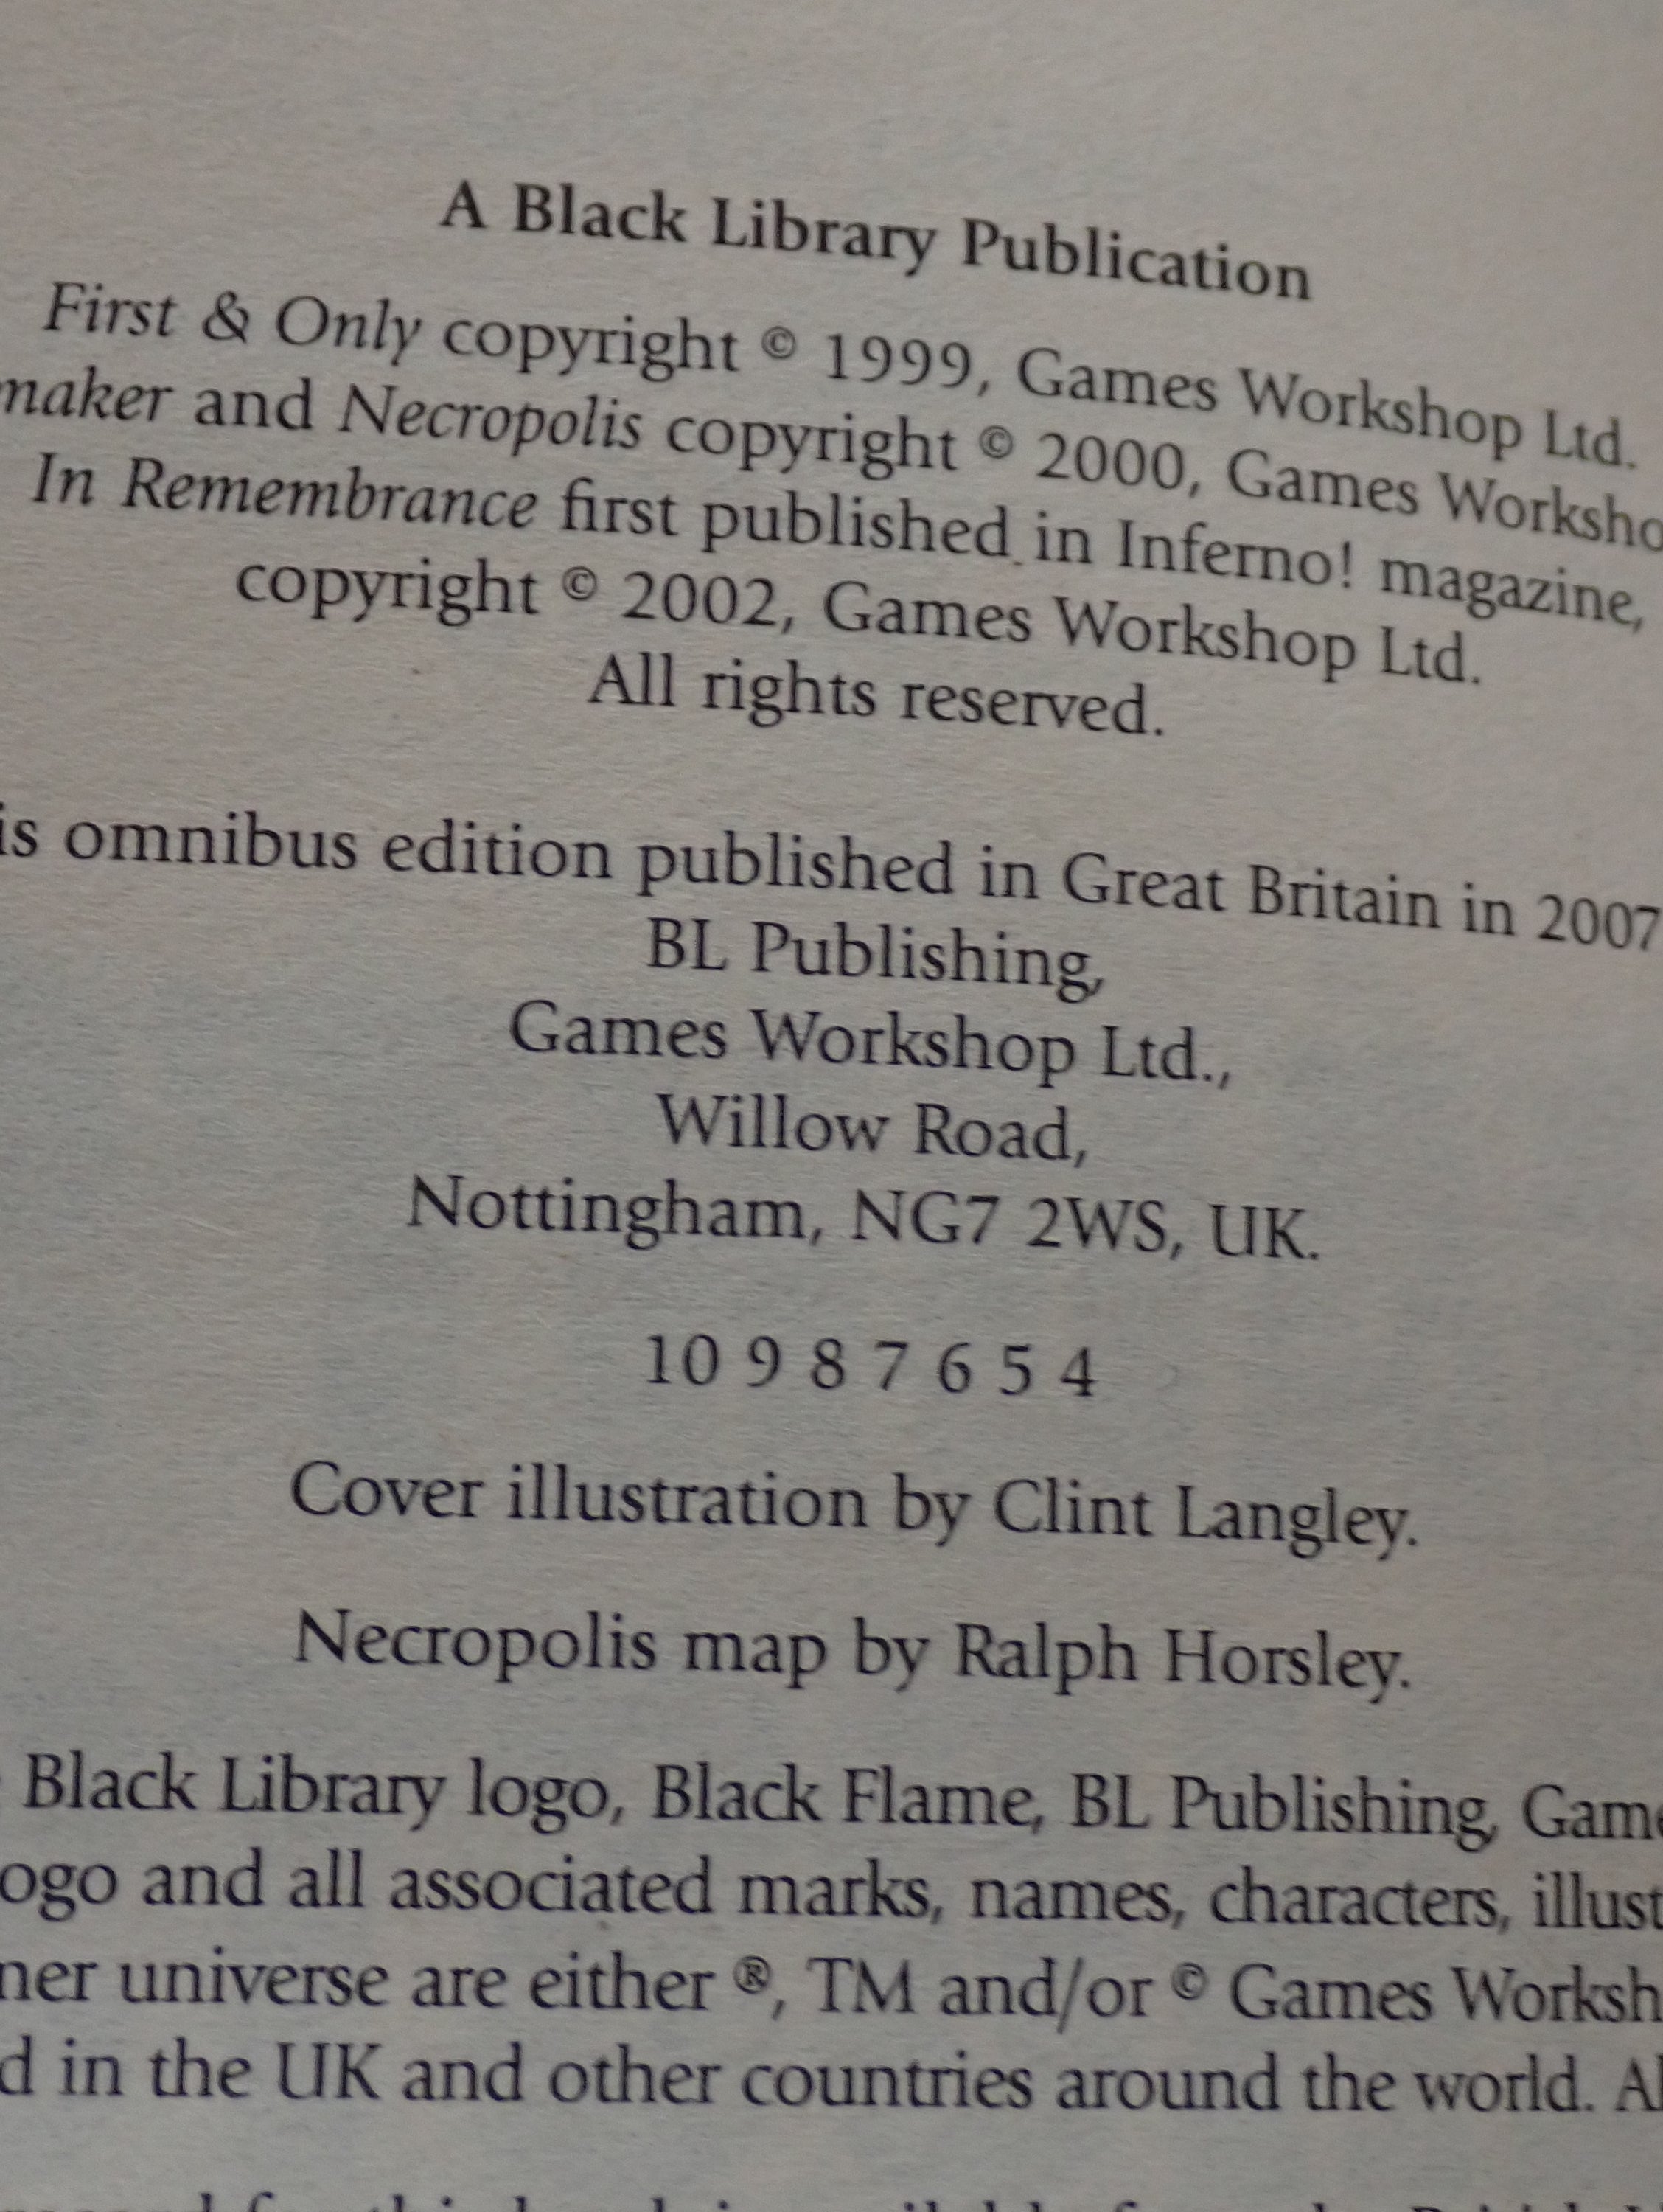 A Black Library Publication
First & Only copyright © 1999, Games Workshop Ltd.
maker and Necropolis copyright © 2000, Games Worksho
In Remembrance first published in Inferno! magazine,
copyright © 2002, Games Workshop Ltd.
All rights reserved.
is omnibus edition published in Great Britain in 2007
BL Publishing,
Games Workshop Ltd.,
Willow Road,
Nottingham, NG7 2WS, UK.
10 9 8 7 6 5 4
Cover illustration by Clint Langley.
Necropolis map by Ralph Horsley.
Black Library logo, Black Flame, BL Publishing, Game
ogo and all associated marks, names, characters, illust
ner universe are either ®, TM and/or © Games Worksh
d in the UK and other countries around the world. Al